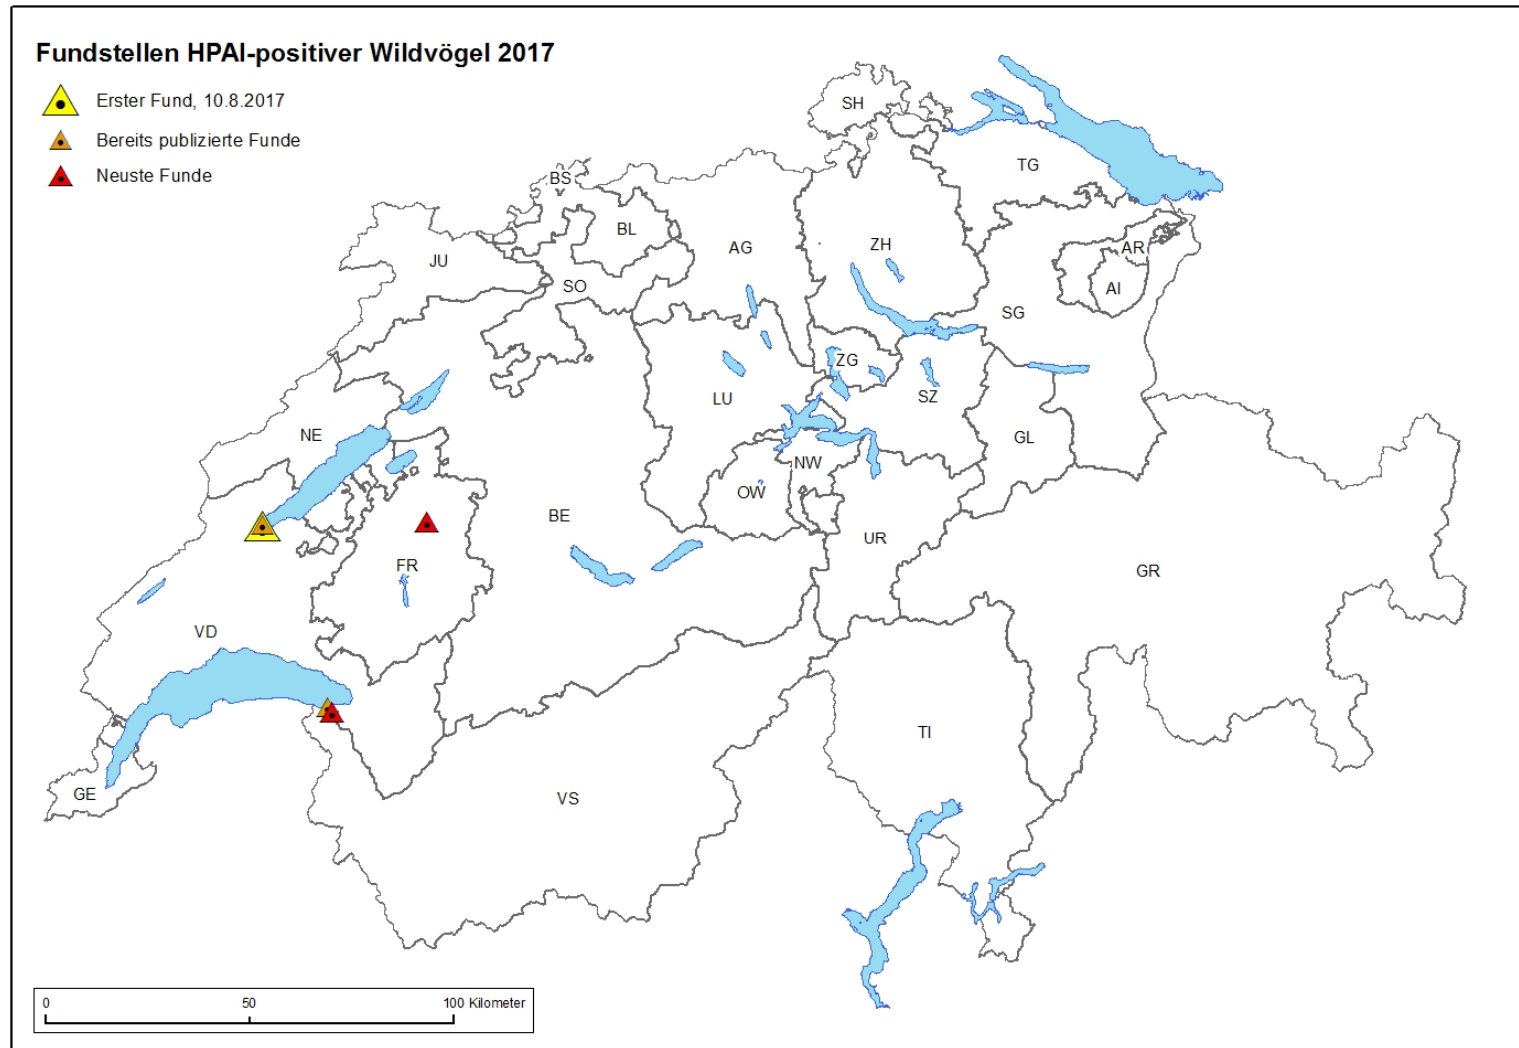 Fundstellen HPAI-positiver Wildvögel 2017
Erster Fund, 10.8.2017
Bereits publizierte Funde
Neuste Funde
SH
TG
BS
BL
AG
ZH
AR
JU
SO
AI
SG
ZG
LU
SZ
NE
GL
NW
OW
BE
UR
FR
GR
VD
TI
GE
VS
0 50 100 Kilometer